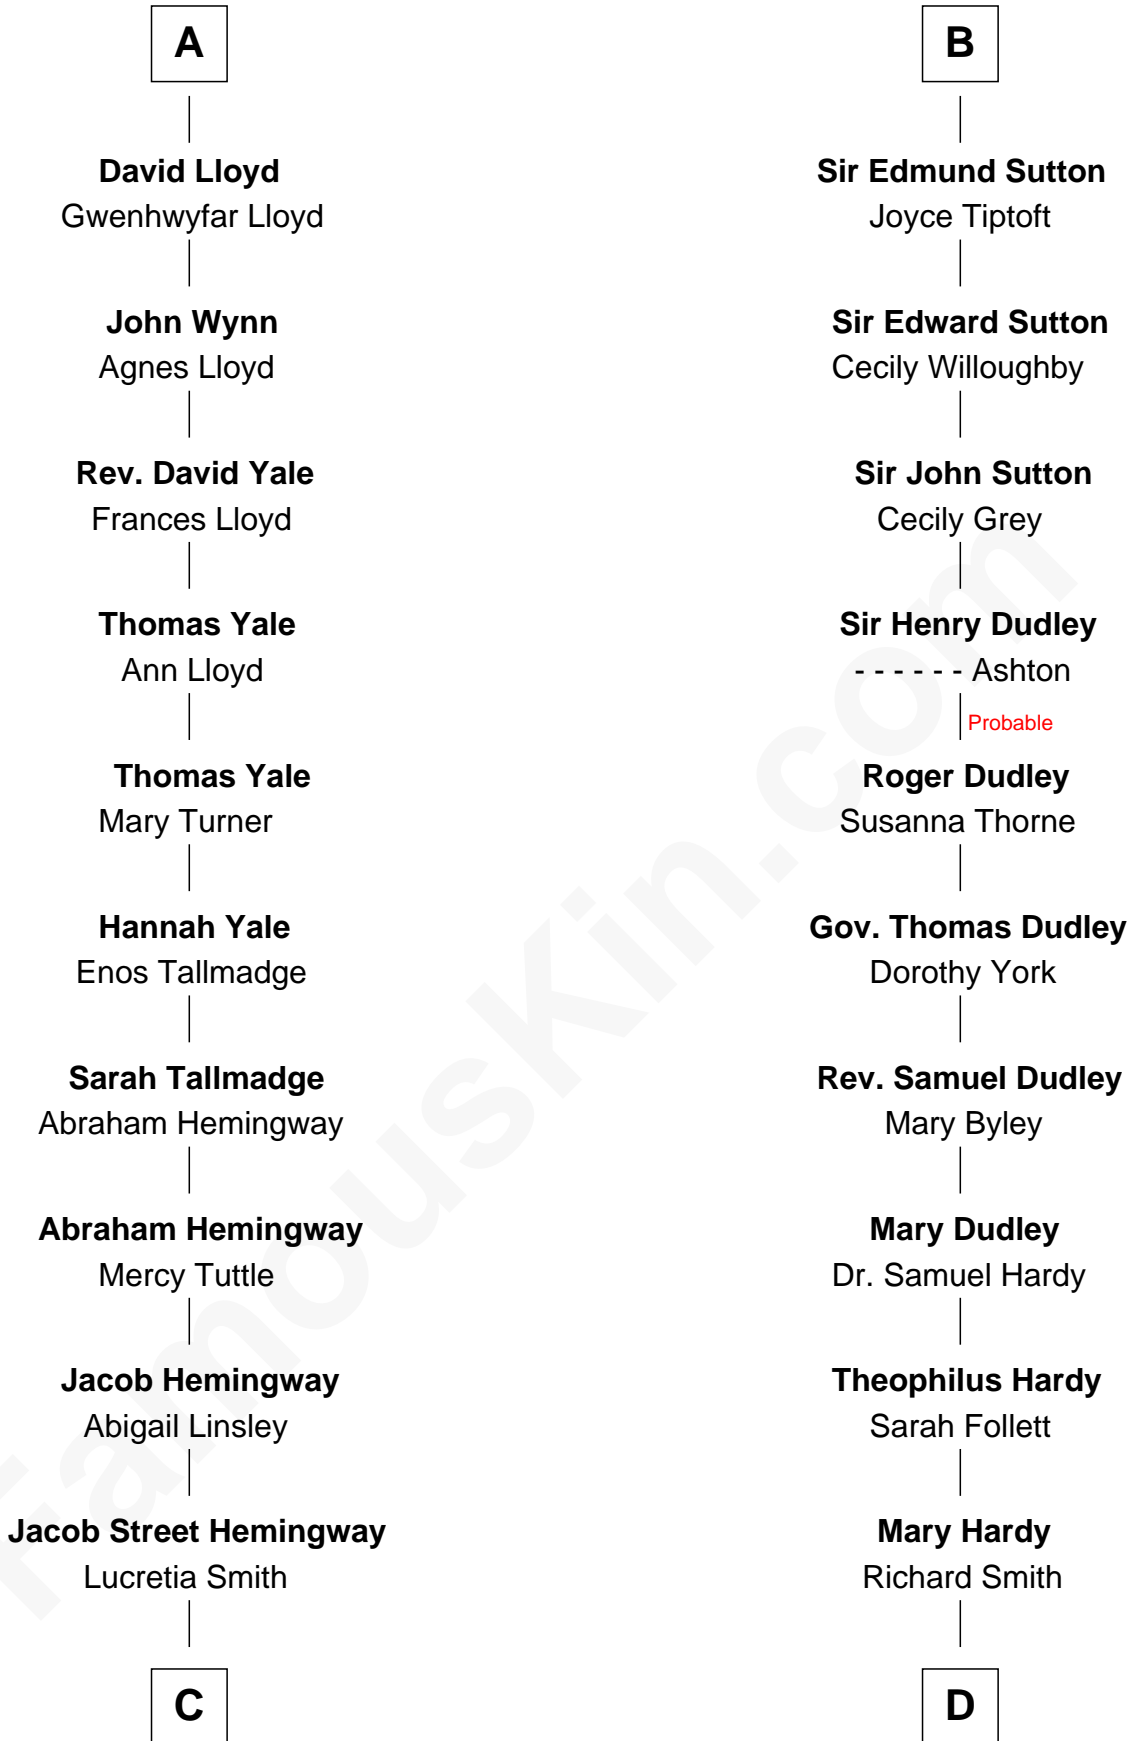 A
David Lloyd
Gwenhwyfar Lloyd
John Wynn
Agnes Lloyd
Rev. David Yale
Frances Lloyd
Thomas Yale
Ann Lloyd
Thomas Yale
Mary Turner
Hannah Yale
Enos Tallmadge
Sarah Tallmadge
Abraham Hemingway
Abraham Hemingway
Mercy Tuttle
Jacob Hemingway
Abigail Linsley
Jacob Street Hemingway
Lucretia Smith
C
B
Sir Edmund Sutton
Joyce Tiptoft
Sir Edward Sutton
Cecily Willoughby
Sir John Sutton
Cecily Grey
Sir Henry Dudley
- - - - - - Ashton
Probable
Roger Dudley
Susanna Thorne
Gov. Thomas Dudley
Dorothy York
Rev. Samuel Dudley
Mary Byley
Mary Dudley
Dr. Samuel Hardy
Theophilus Hardy
Sarah Follett
Mary Hardy
Richard Smith
D
FamousKin.com